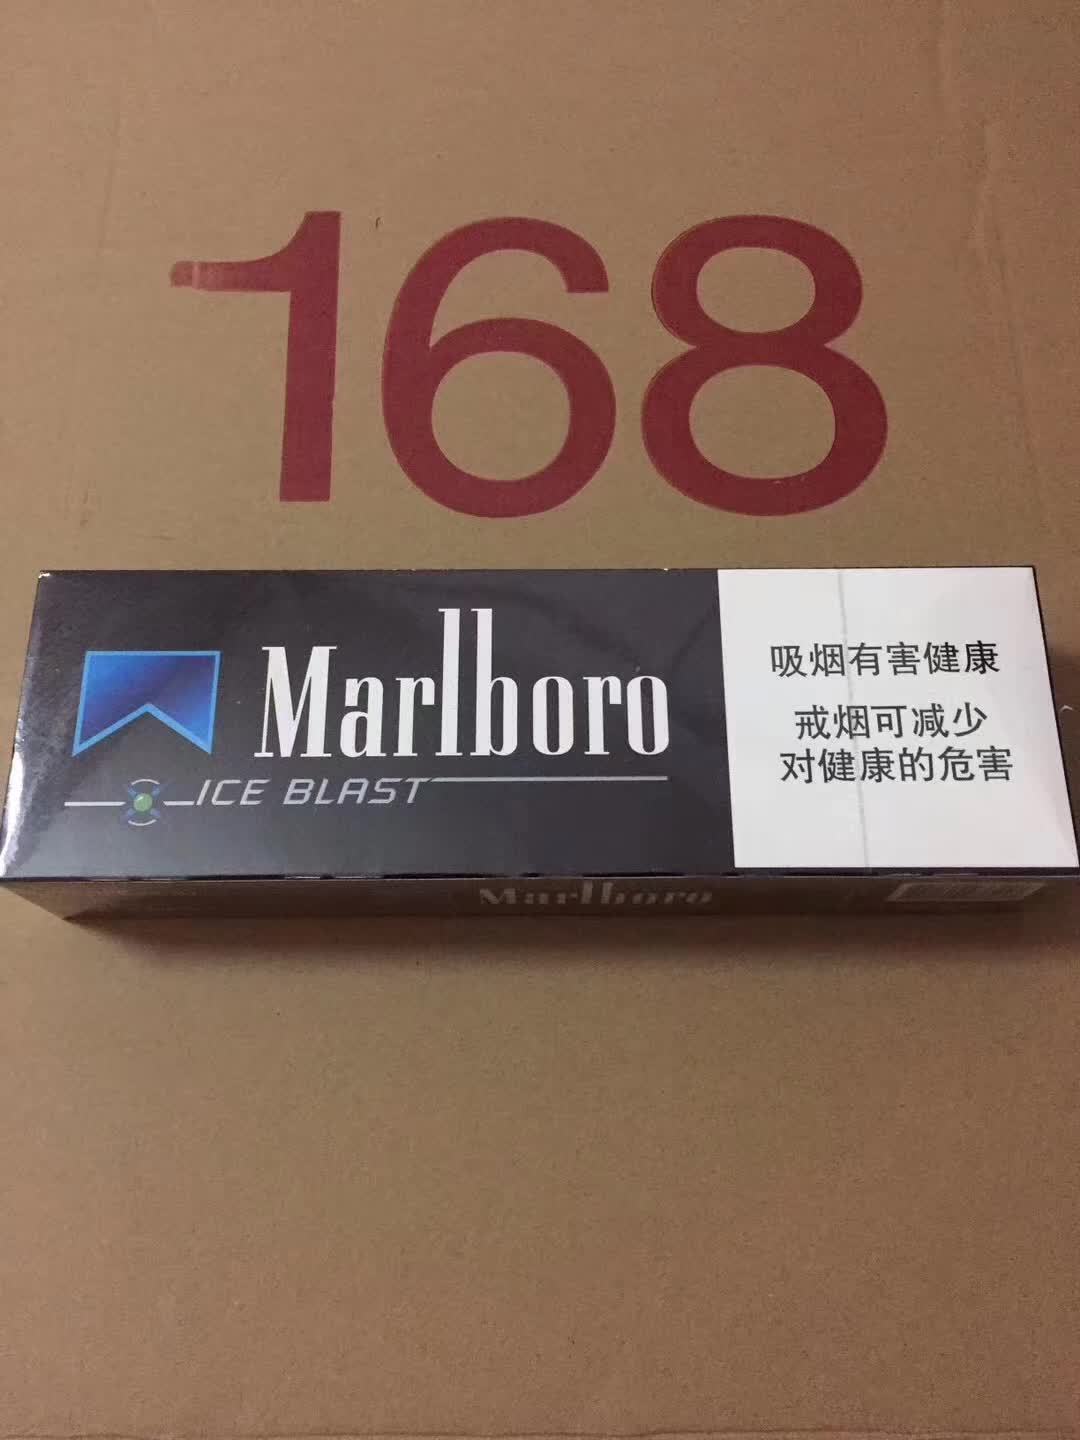 168
Marlboro
ICE BLAST
吸烟有害健康
戒烟可减少
对健康的危害
Marlboro